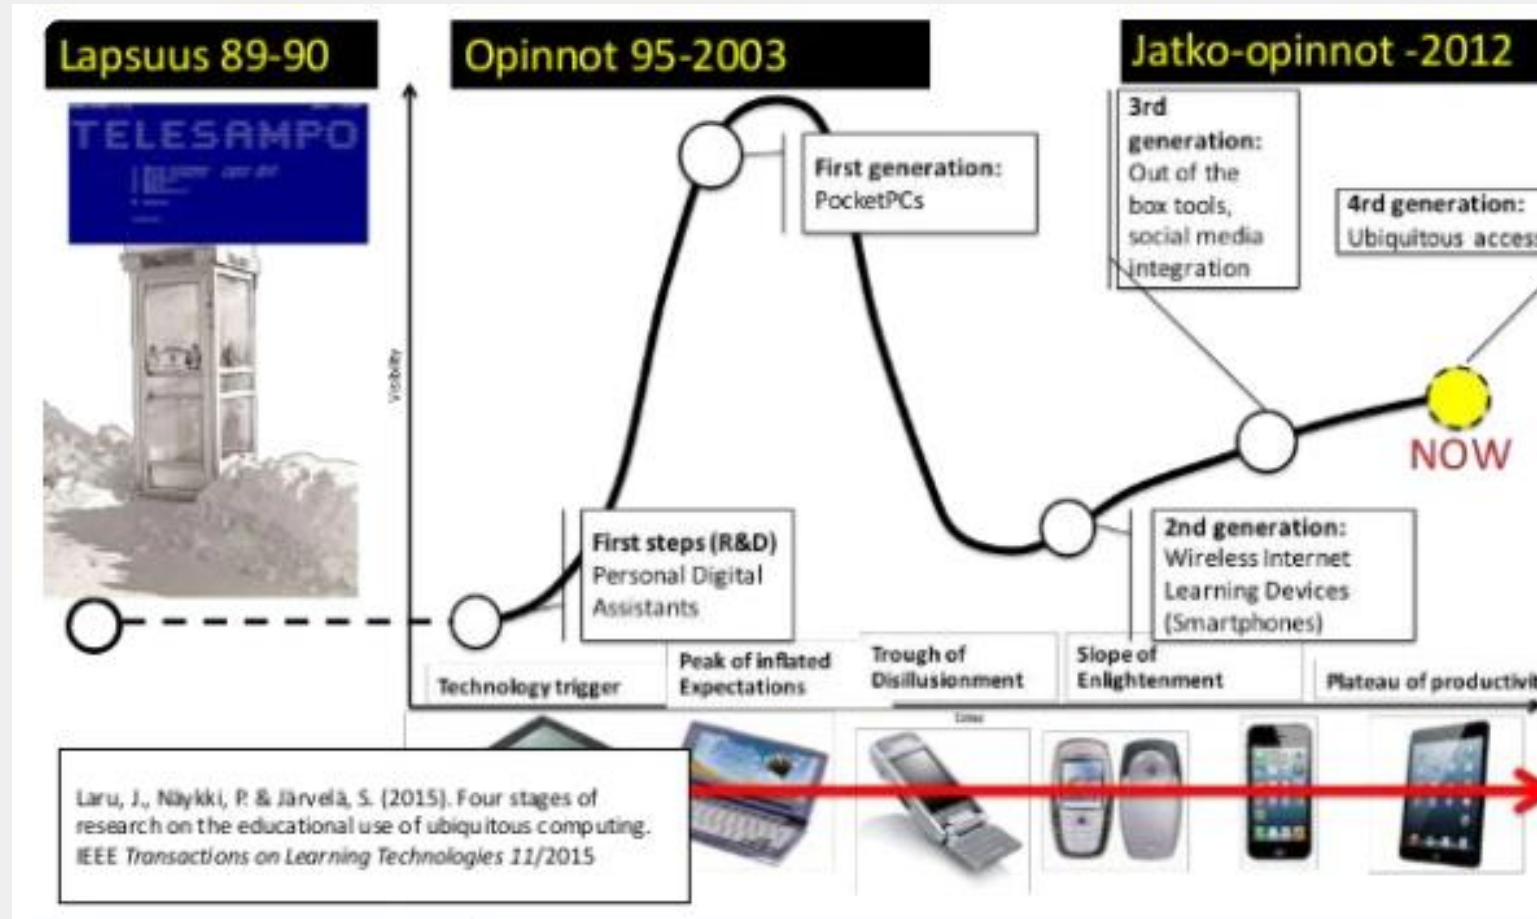 Lapsuus 89-90
Opinnot 95-2003
Jatko-opinnot -2012
TELESAMPO
3rd
generation:
Out of the
box tools,
social media
integration
First generation:
PocketPCs
4rd generation:
Ubiquitous access
Visibility
NOW
First steps (R&D)
Personal Digital
Assistants
2nd generation:
Wireless Internet
Learning Devices
(Smartphones)
Technology trigger
Peak of inflated
Expectations
Trough of
Disillusionment
Slope of
Enlightenment
Plateau of productivit
Laru, J., Näykki, P. & Järvelä, S. (2015). Four stages of
research on the educational use of ubiquitous computing.
IEEE Transactions on Learning Technologies 11/2015